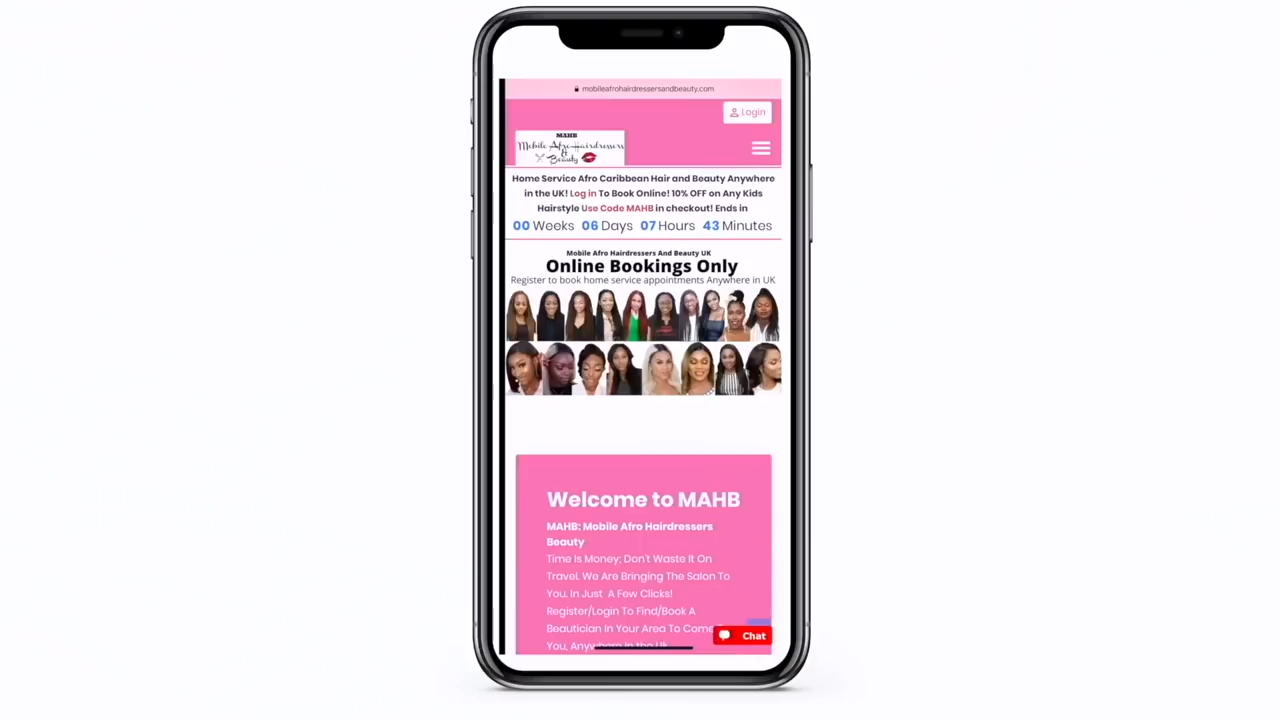 mobileafrohairdressersandbeauty.com
Login
MAHB
Mobile Afro Hairdressers
&
Beauty
Home Service Afro Caribbean Hair and Beauty Anywhere
in the UK! Log in To Book Online! 10% OFF on Any Kids
Hairstyle Use Code MAHB in checkout! Ends in
00 Weeks 06 Days 07 Hours 43 Minutes
Mobile Afro Hairdressers And Beauty UK
Online Bookings Only
Register to book home service appointments Anywhere in UK
Welcome to MAHB
MAHB: Mobile Afro Hairdressers
Beauty
Time Is Money; Don't Waste It On
Travel. We Are Bringing The Salon To
You. In Just A Few Clicks!
Register/Login To Find/Book A
Beautician In Your Area To Come
You, Anywhere In the Uk
Chat